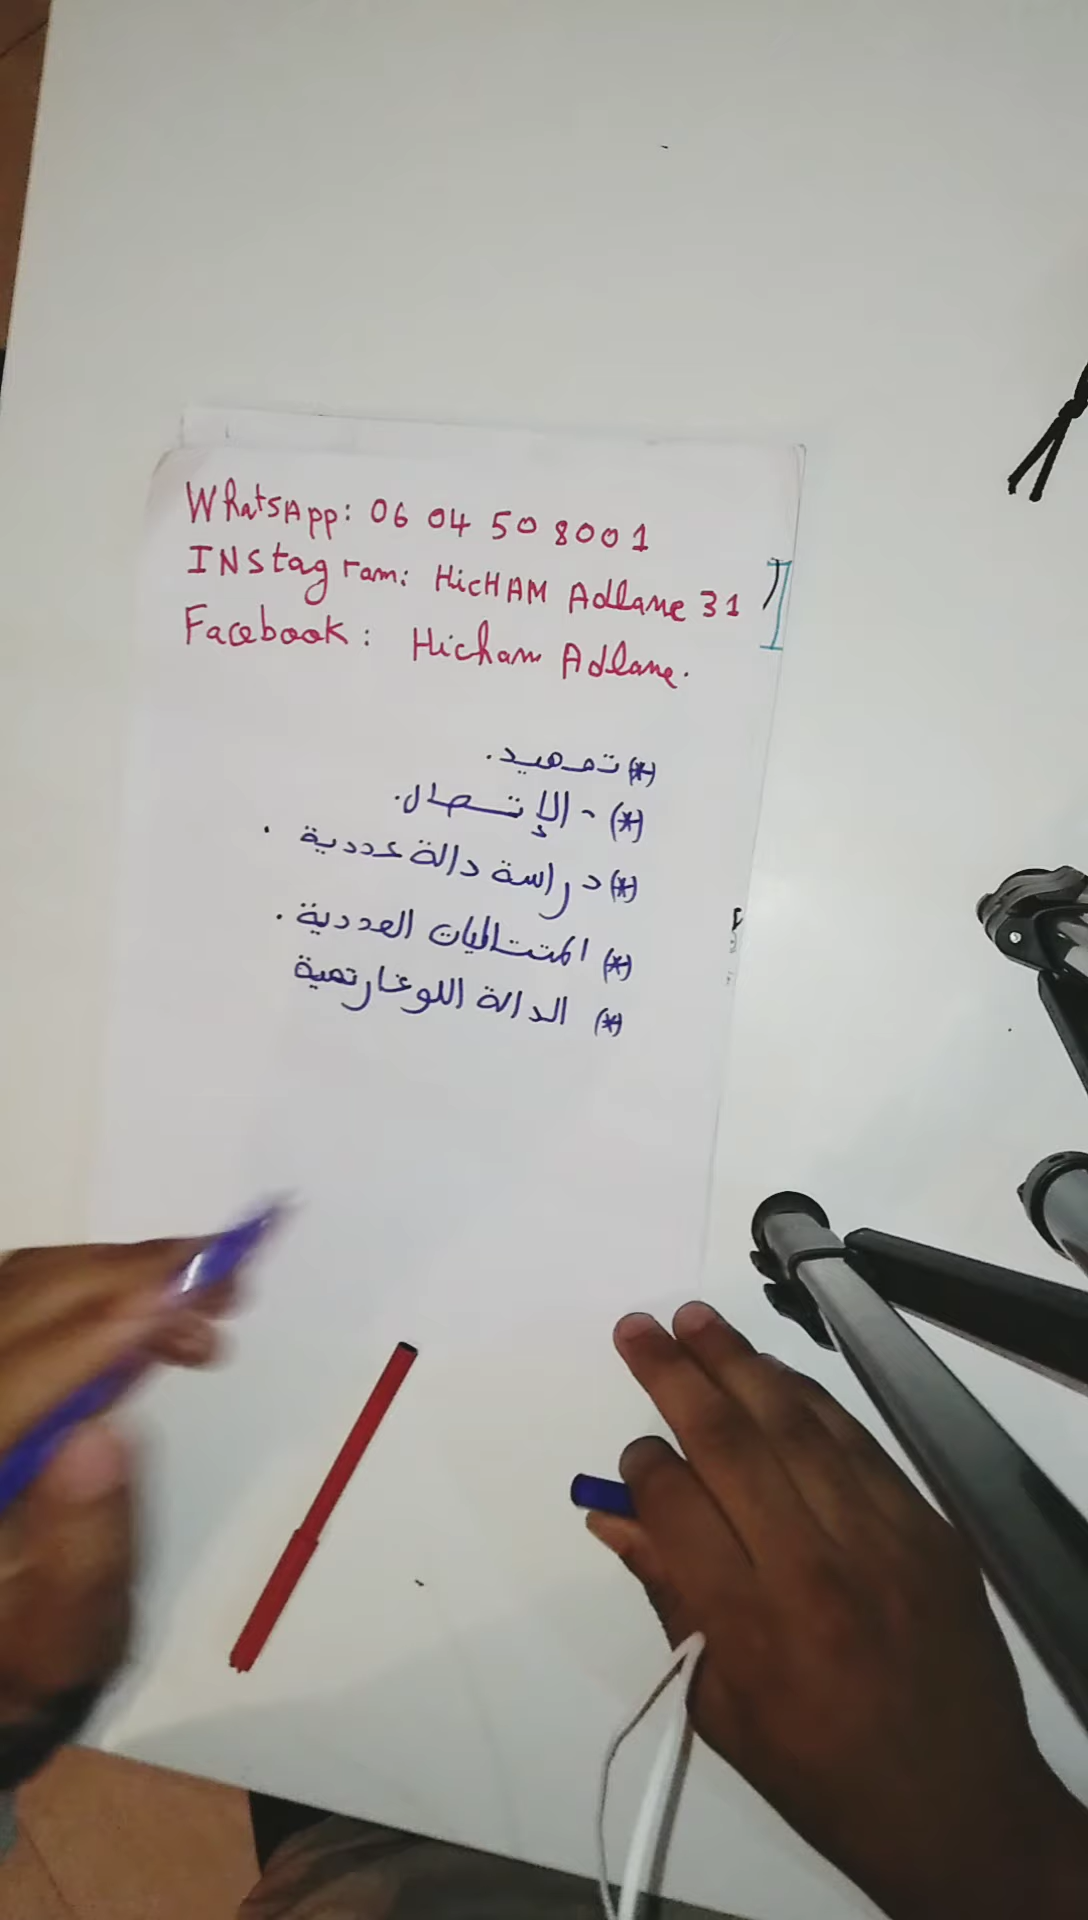 WhatsApp: 06 04 50 8001
INstagram: HicHAM Adlane 31
Facebook: Hicham Adlane.
(*) تمهيد.
(*) - الإتصال.
(*) دراسة دالة عددية.
(*) المتتاليات العددية.
(*) الدالة اللوغارتمية